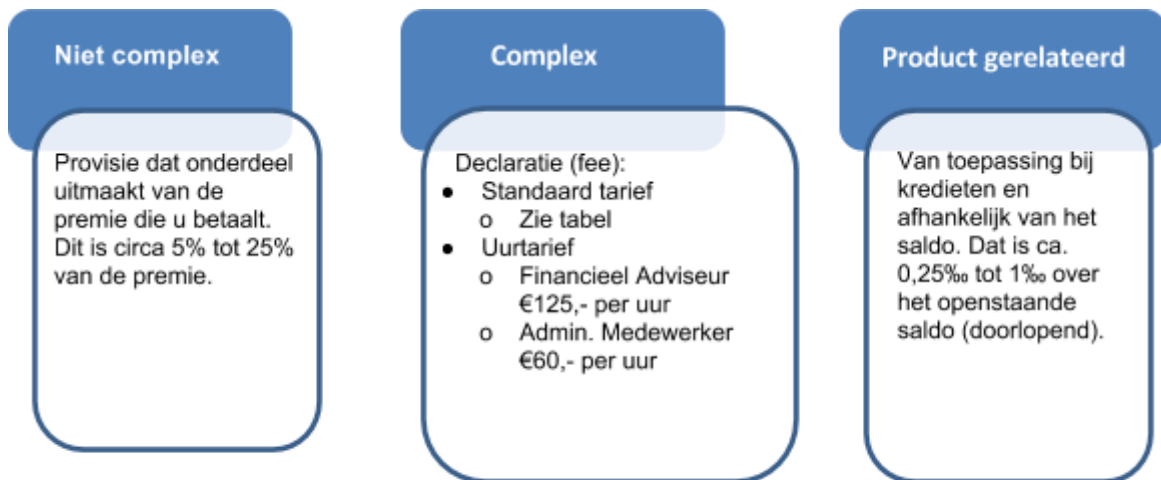 Niet complex
Provisie dat onderdeel
uitmaakt van de
premie die u betaalt.
Dit is circa 5% tot 25%
van de premie.
Complex
Declaratie (fee):
● Standaard tarief
o Zie tabel
● Uurtarief
o Financieel Adviseur
€125,- per uur
o Admin. Medewerker
€60,- per uur
Product gerelateerd
Van toepassing bij
kredieten en
afhankelijk van het
saldo. Dat is ca.
0,25‰ tot 1‰ over
het openstaande
saldo (doorlopend).